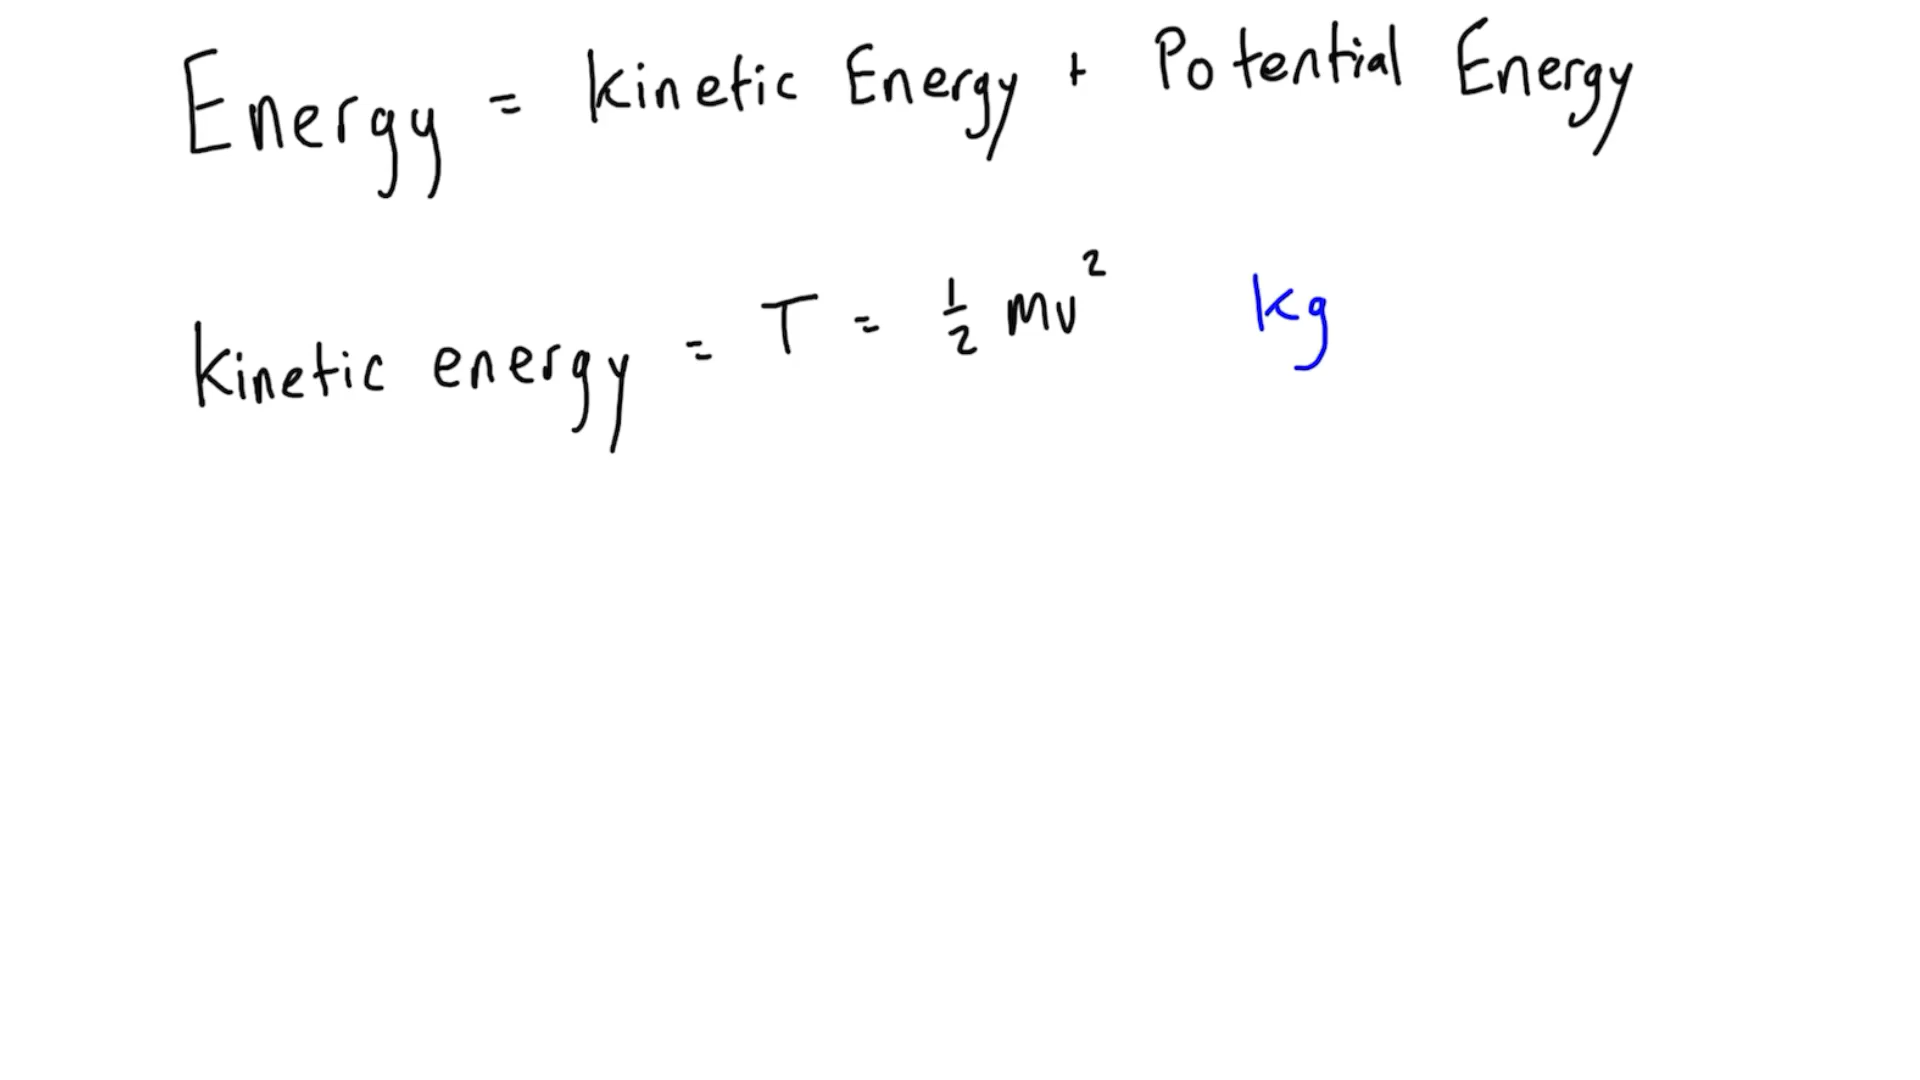 Energy = kinetic Energy + Potential Energy
kinetic energy = T = 1/2 mv² kg